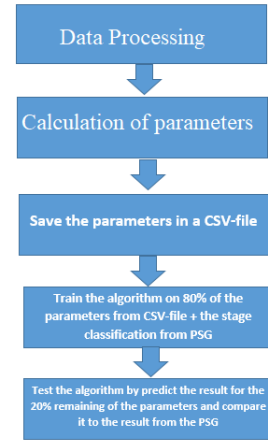 Data Processing
Calculation of parameters
Save the parameters in a CSV-file
Train the algorithm on 80% of the
parameters from CSV-file + the stage
classification from PSG
Test the algorithm by predict the result for the
20% remaining of the parameters and compare
it to the result from the PSG